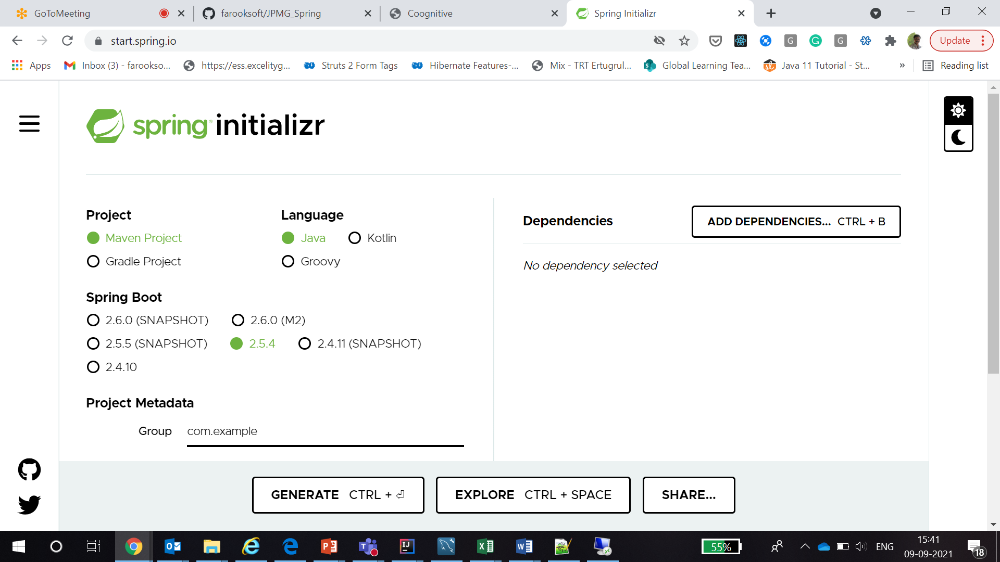 GoToMeeting
farooksoft/JPMG_Spring
Coognitive
Spring Initializr
start.spring.io
Update
Apps
Inbox (3) - farookso...
https://ess.excelityg...
Struts 2 Form Tags
Hibernate Features-...
Mix - TRT Ertugrul...
Global Learning Tea...
Java 11 Tutorial - St...
»
Reading list
spring initializr
Project
Language
Maven Project
Java
Kotlin
Gradle Project
Groovy
Spring Boot
2.6.0 (SNAPSHOT)
2.6.0 (M2)
2.5.5 (SNAPSHOT)
2.5.4
2.4.11 (SNAPSHOT)
2.4.10
Project Metadata
Group com.example
Dependencies
ADD DEPENDENCIES... CTRL + B
No dependency selected
GENERATE CTRL + ⏎
EXPLORE CTRL + SPACE
SHARE...
55%
ENG
15:41
09-09-2021
18